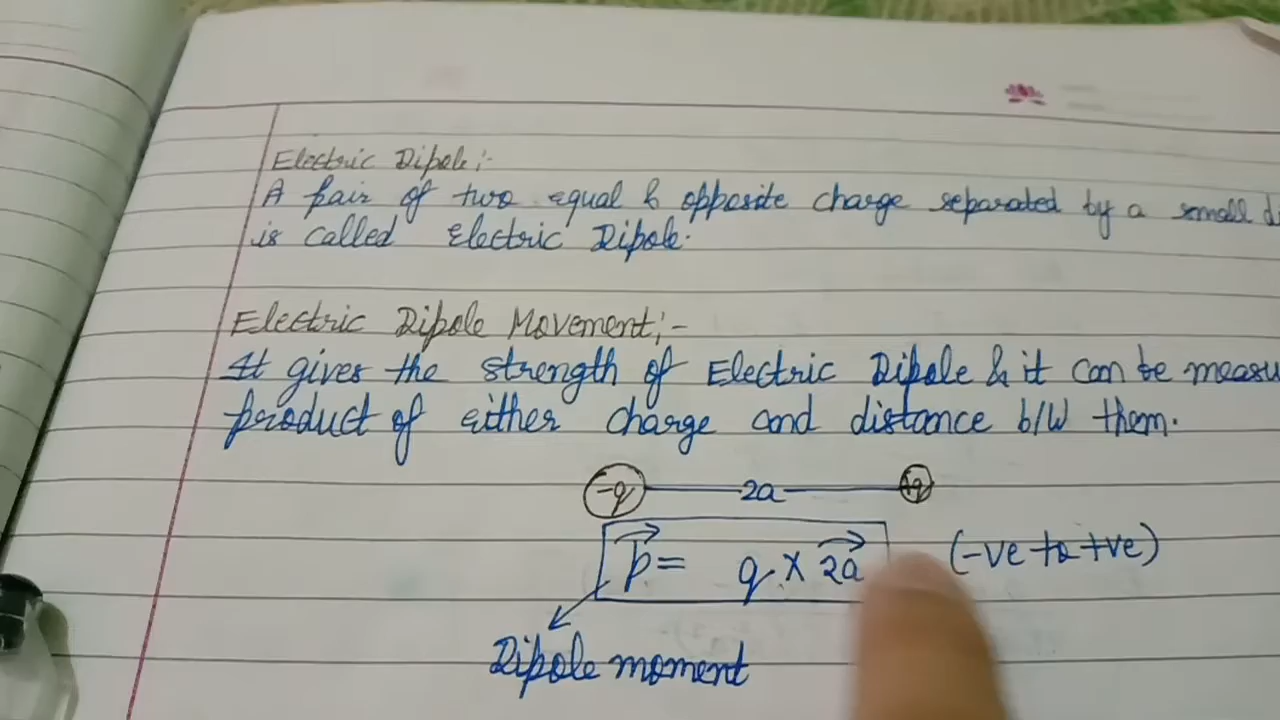 Electric Dipole:-
A pair of two equal & opposite charge separated by a small
is called Electric Dipole.
Electric Dipole Movement:-
It gives the strength of Electric Dipole & it can be
product of either charge and distance b/w them.
-q 2a +q
p = q × 2a (-ve to +ve)
Dipole moment